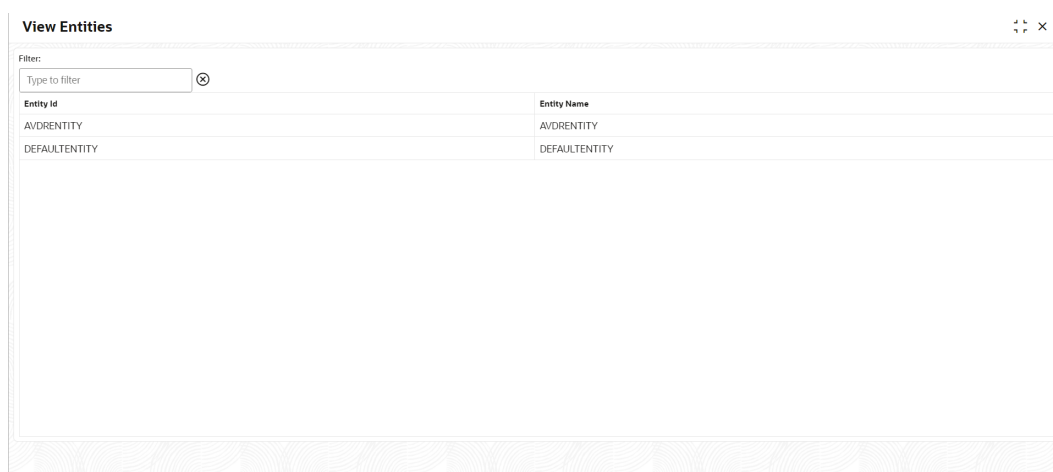 View Entities
Filter:
Type to filter
Entity Id Entity Name
AVDRENTITY AVDRENTITY
DEFAULTENTITY DEFAULTENTITY